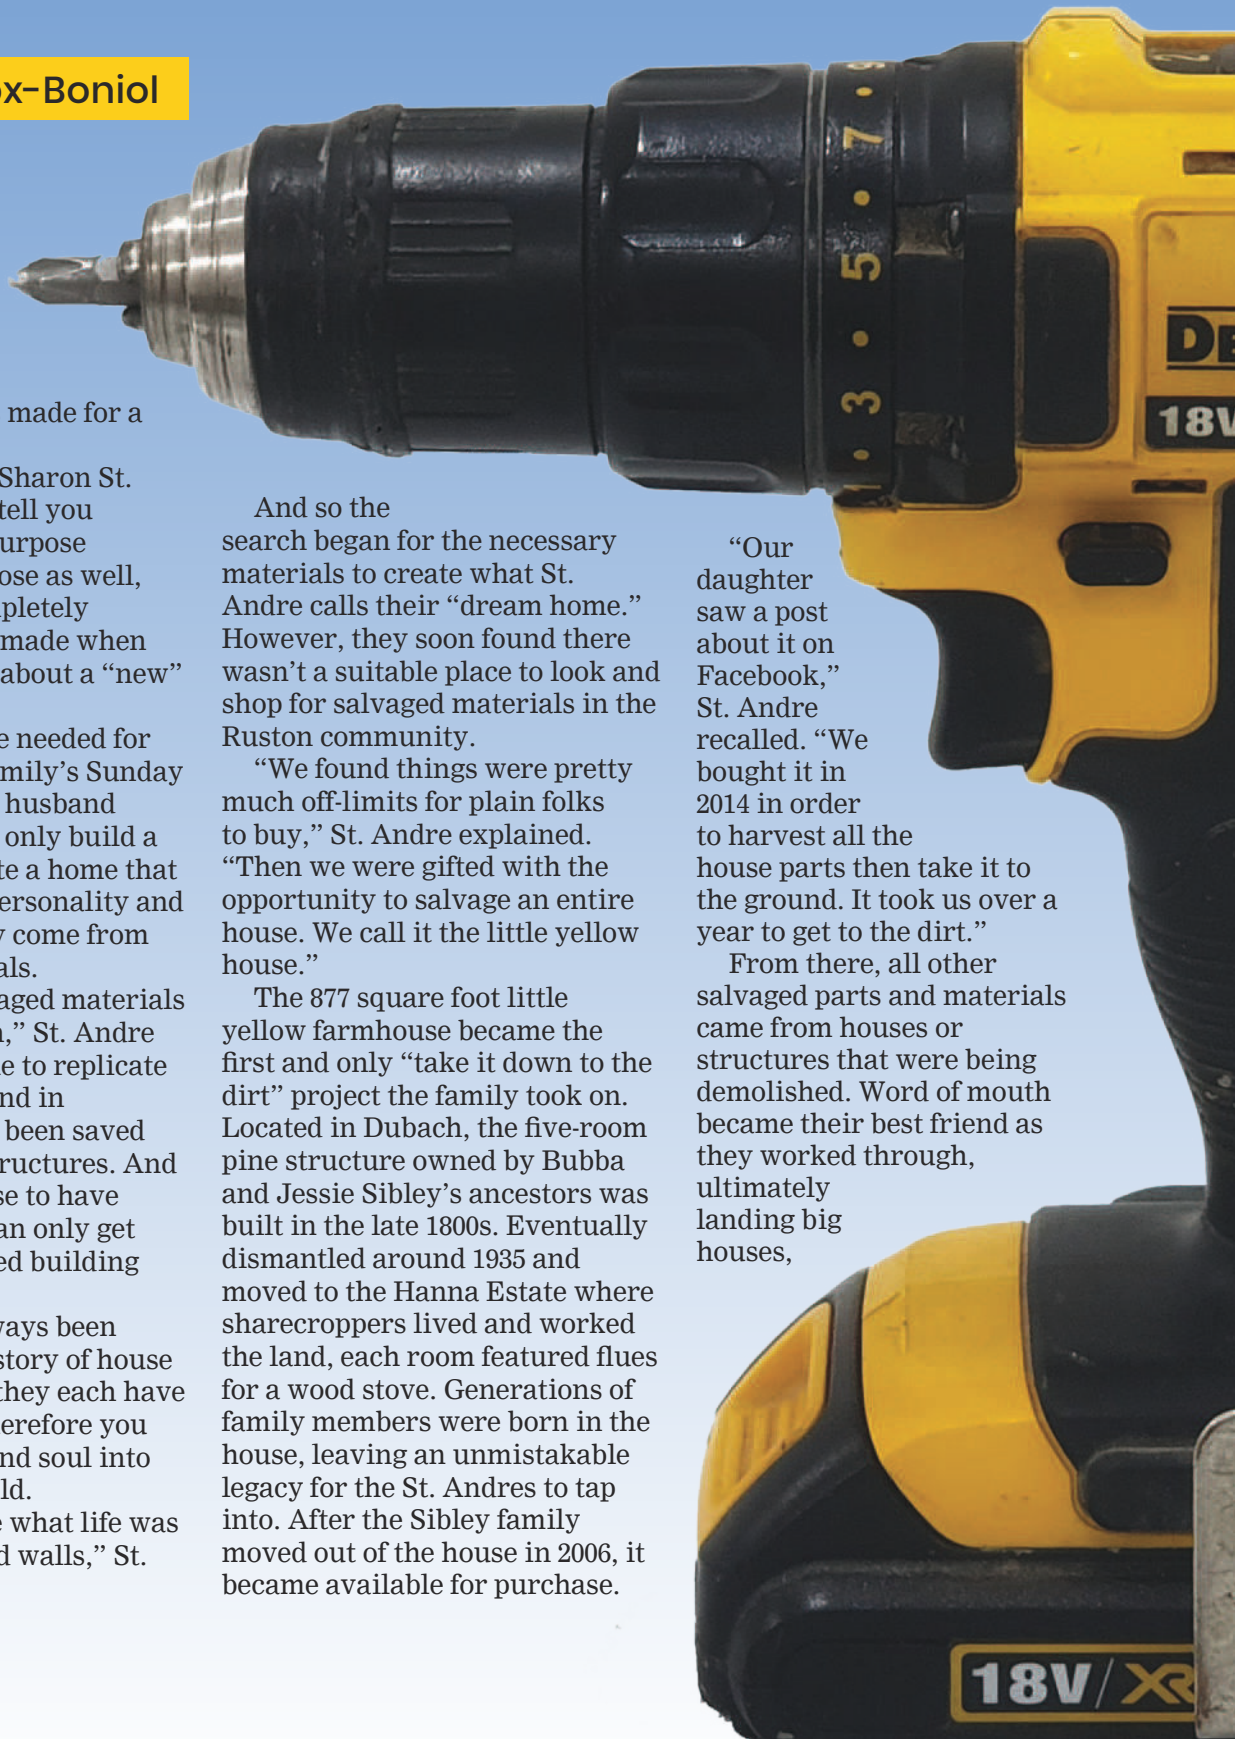 x-Boniol
made for a
Sharon St.
tell you
urpose
ose as well,
pletely
made when
about a “new”
e needed for
mily’s Sunday
husband
only build a
te a home that
ersonality and
y come from
als.
aged materials
n,” St. Andre
e to replicate
nd in
been saved
ructures. And
se to have
an only get
ed building
ways been
story of house
they each have
erefore you
nd soul into
ld.
e what life was
d walls,” St.
And so the
search began for the necessary
materials to create what St.
Andre calls their “dream home.”
However, they soon found there
wasn’t a suitable place to look and
shop for salvaged materials in the
Ruston community.
“We found things were pretty
much off-limits for plain folks
to buy,” St. Andre explained.
“Then we were gifted with the
opportunity to salvage an entire
house. We call it the little yellow
house.”
The 877 square foot little
yellow farmhouse became the
first and only “take it down to the
dirt” project the family took on.
Located in Dubach, the five-room
pine structure owned by Bubba
and Jessie Sibley’s ancestors was
built in the late 1800s. Eventually
dismantled around 1935 and
moved to the Hanna Estate where
sharecroppers lived and worked
the land, each room featured flues
for a wood stove. Generations of
family members were born in the
house, leaving an unmistakable
legacy for the St. Andres to tap
into. After the Sibley family
moved out of the house in 2006, it
became available for purchase.
“Our
daughter
saw a post
about it on
Facebook,”
St. Andre
recalled. “We
bought it in
2014 in order
to harvest all the
house parts then take it to
the ground. It took us over a
year to get to the dirt.”
From there, all other
salvaged parts and materials
came from houses or
structures that were being
demolished. Word of mouth
became their best friend as
they worked through,
ultimately
landing big
houses,
9
7
5
3
1
2
DE
18V
18V/XR